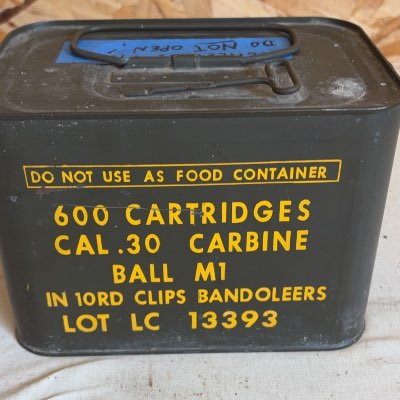 DO NOT OPEN!
DO NOT USE AS FOOD CONTAINER
600 CARTRIDGES
CAL .30 CARBINE
BALL M1
IN 10RD CLIPS BANDOLEERS
LOT LC 13393